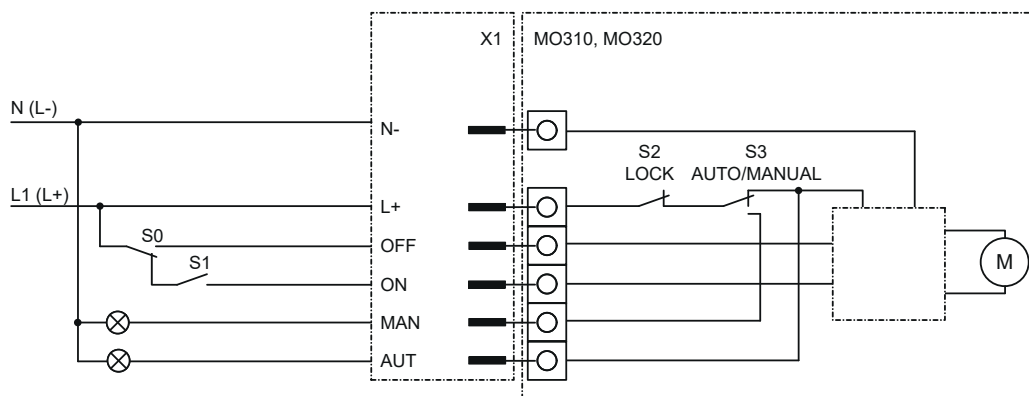 X1
MO310, MO320
N (L-)
N-
S2
LOCK
S3
AUTO/MANUAL
L1 (L+)
L+
S0
OFF
S1
ON
M
MAN
AUT